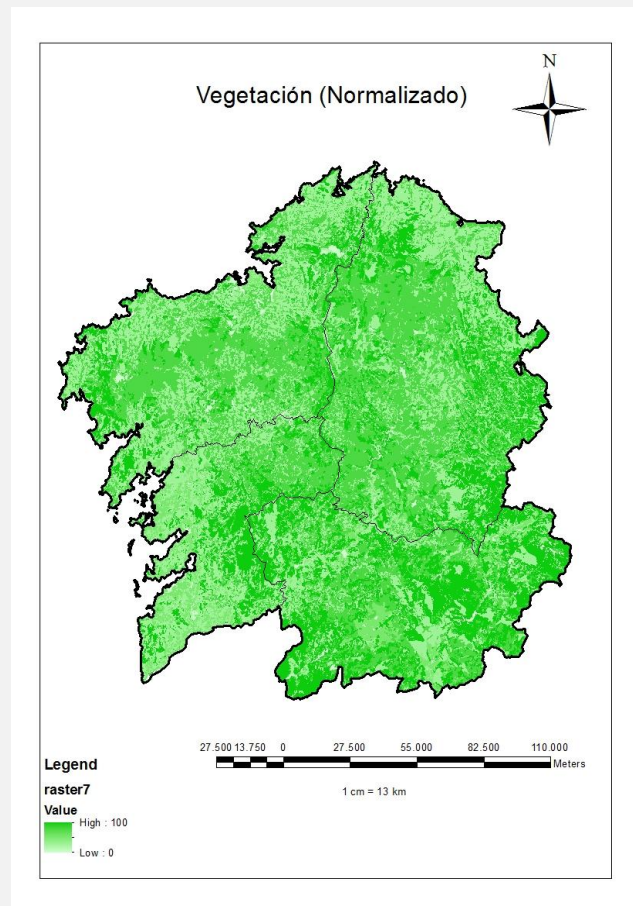 N
Vegetación (Normalizado)
27.500 13.750 0 27.500 55.000 82.500 110.000
Meters
1 cm = 13 km
Legend
raster7
Value
High : 100
Low : 0